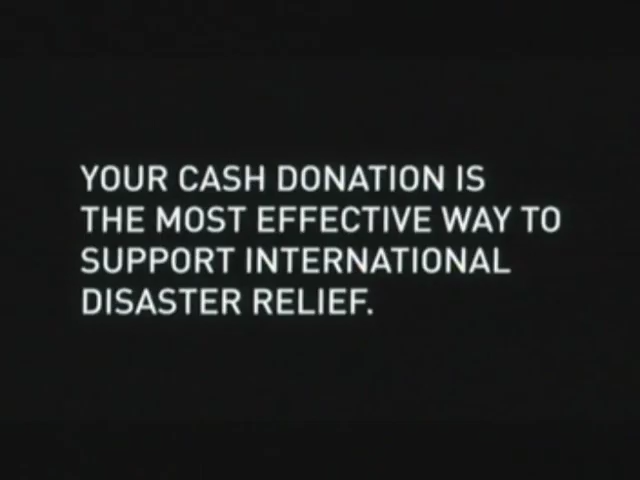 YOUR CASH DONATION IS
THE MOST EFFECTIVE WAY TO
SUPPORT INTERNATIONAL
DISASTER RELIEF.